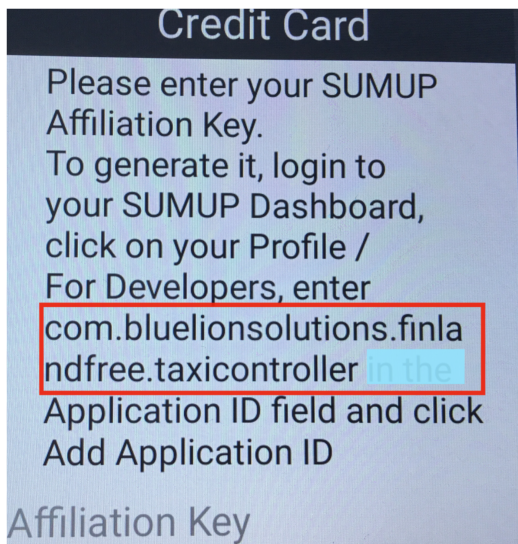 Credit Card
Please enter your SUMUP
Affiliation Key.
To generate it, login to
your SUMUP Dashboard,
click on your Profile /
For Developers, enter
com.bluelionsolutions.finla
ndfree.taxicontroller in the
Application ID field and click
Add Application ID
Affiliation Key